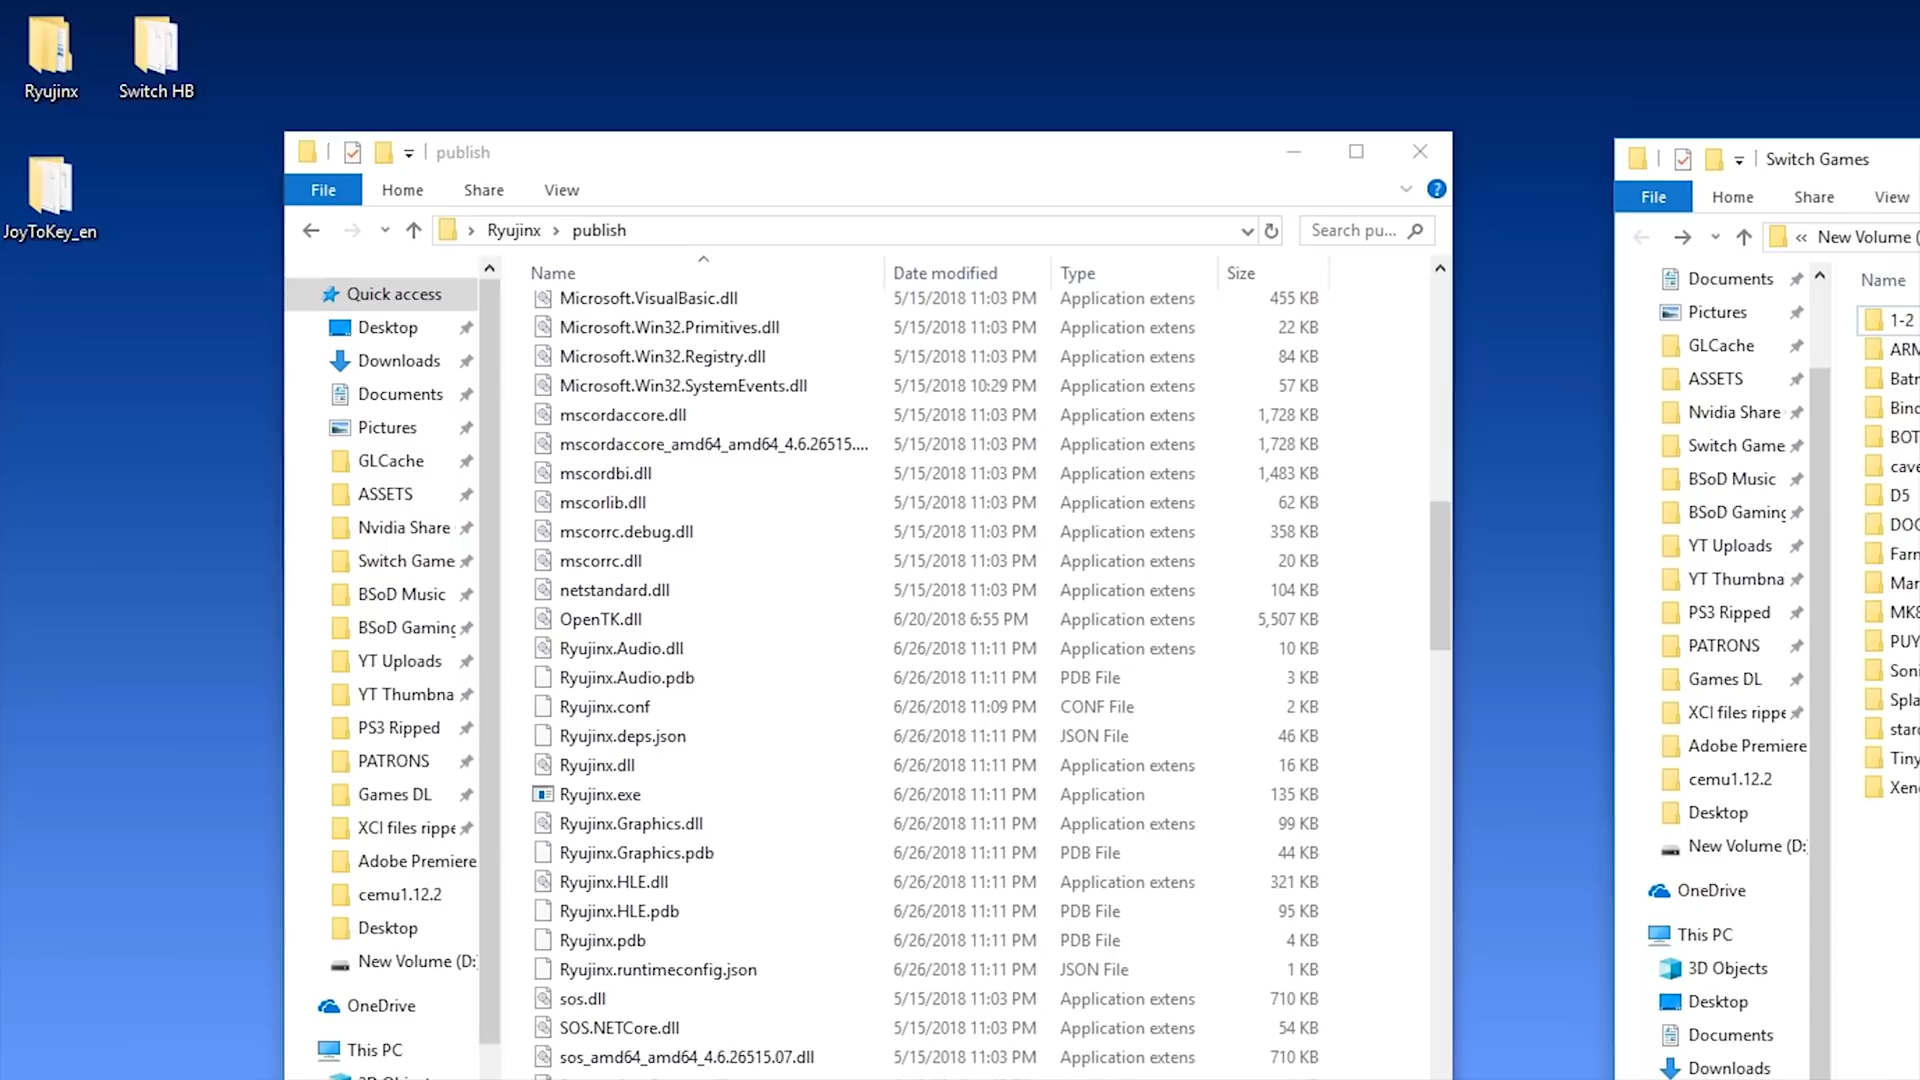 Ryujinx
Switch HB
JoyToKey_en
publish
File Home Share View
Ryujinx > publish
Search pu...
Name Date modified Type Size
Quick access
Desktop
Downloads
Documents
Pictures
GLCache
ASSETS
Nvidia Share
Switch Game
BSoD Music
BSoD Gaming
YT Uploads
YT Thumbna
PS3 Ripped
PATRONS
Games DL
XCI files rippe
Adobe Premiere
cemu1.12.2
Desktop
New Volume (D:
OneDrive
This PC
Microsoft.VisualBasic.dll 5/15/2018 11:03 PM Application extens 455 KB
Microsoft.Win32.Primitives.dll 5/15/2018 11:03 PM Application extens 22 KB
Microsoft.Win32.Registry.dll 5/15/2018 11:03 PM Application extens 84 KB
Microsoft.Win32.SystemEvents.dll 5/15/2018 10:29 PM Application extens 57 KB
mscordaccore.dll 5/15/2018 11:03 PM Application extens 1,728 KB
mscordaccore_amd64_amd64_4.6.26515.... 5/15/2018 11:03 PM Application extens 1,728 KB
mscordbi.dll 5/15/2018 11:03 PM Application extens 1,483 KB
mscorlib.dll 5/15/2018 11:03 PM Application extens 62 KB
mscorrc.debug.dll 5/15/2018 11:03 PM Application extens 358 KB
mscorrc.dll 5/15/2018 11:03 PM Application extens 20 KB
netstandard.dll 5/15/2018 11:03 PM Application extens 104 KB
OpenTK.dll 6/20/2018 6:55 PM Application extens 5,507 KB
Ryujinx.Audio.dll 6/26/2018 11:11 PM Application extens 10 KB
Ryujinx.Audio.pdb 6/26/2018 11:11 PM PDB File 3 KB
Ryujinx.conf 6/26/2018 11:09 PM CONF File 2 KB
Ryujinx.deps.json 6/26/2018 11:11 PM JSON File 46 KB
Ryujinx.dll 6/26/2018 11:11 PM Application extens 16 KB
Ryujinx.exe 6/26/2018 11:11 PM Application 135 KB
Ryujinx.Graphics.dll 6/26/2018 11:11 PM Application extens 99 KB
Ryujinx.Graphics.pdb 6/26/2018 11:11 PM PDB File 44 KB
Ryujinx.HLE.dll 6/26/2018 11:11 PM Application extens 321 KB
Ryujinx.HLE.pdb 6/26/2018 11:11 PM PDB File 95 KB
Ryujinx.pdb 6/26/2018 11:11 PM PDB File 4 KB
Ryujinx.runtimeconfig.json 6/26/2018 11:11 PM JSON File 1 KB
sos.dll 5/15/2018 11:03 PM Application extens 710 KB
SOS.NETCore.dll 5/15/2018 11:03 PM Application extens 54 KB
sos_amd64_amd64_4.6.26515.07.dll 5/15/2018 11:03 PM Application extens 710 KB
Switch Games
File Home Share View
« New Volume (
Name
Documents
Pictures
GLCache
ASSETS
Nvidia Share
Switch Game
BSoD Music
BSoD Gaming
YT Uploads
YT Thumbna
PS3 Ripped
PATRONS
Games DL
XCI files rippe
Adobe Premiere
cemu1.12.2
Desktop
New Volume (D:
OneDrive
This PC
3D Objects
Desktop
Documents
Downloads
1-2
ARM
Batr
Binc
BOT
cave
D5
DOO
Farn
Mar
MK8
PUY
Soni
Spla
stard
Tiny
Xeno